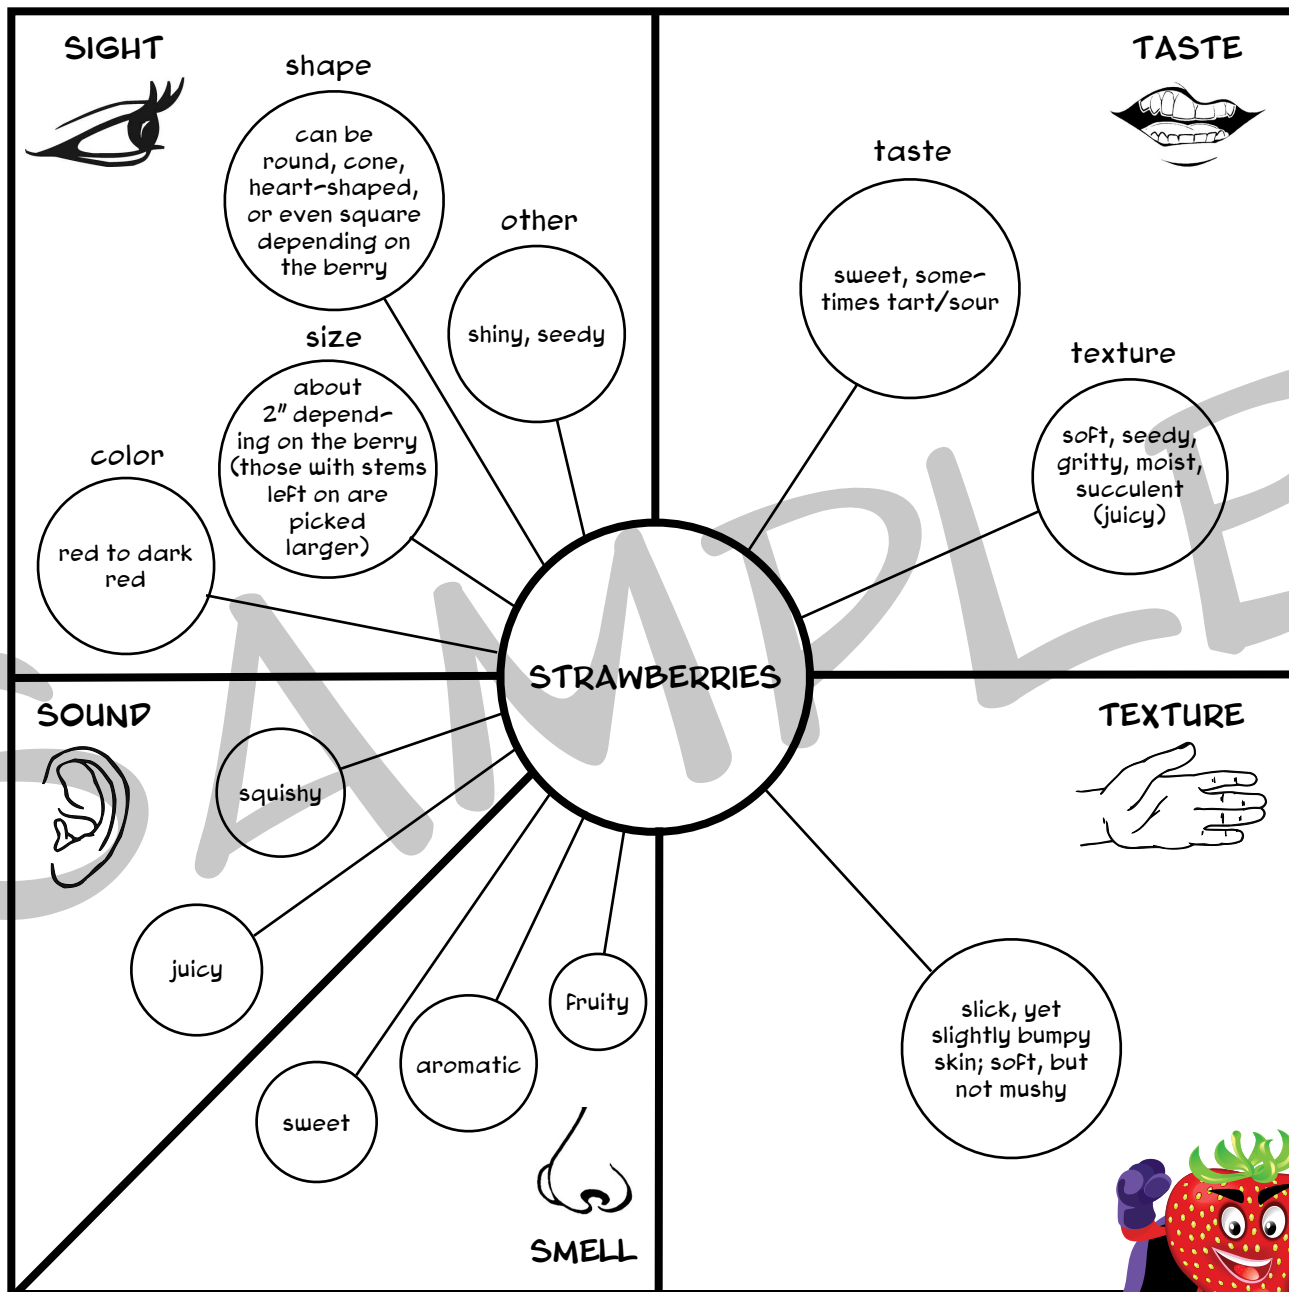 SIGHT
shape
can be
round, cone,
heart-shaped,
or even square
depending on
the berry
other
shiny, seedy
size
about
2" depend-
ing on the berry
(those with stems
left on are
picked
larger)
color
red to dark
red
TASTE
taste
sweet, some-
times tart/sour
texture
soft, seedy,
gritty, moist,
succulent
(juicy)
STRAWBERRIES
SAMPLE
SOUND
squishy
juicy
sweet
aromatic
fruity
SMELL
TEXTURE
slick, yet
slightly bumpy
skin; soft, but
not mushy